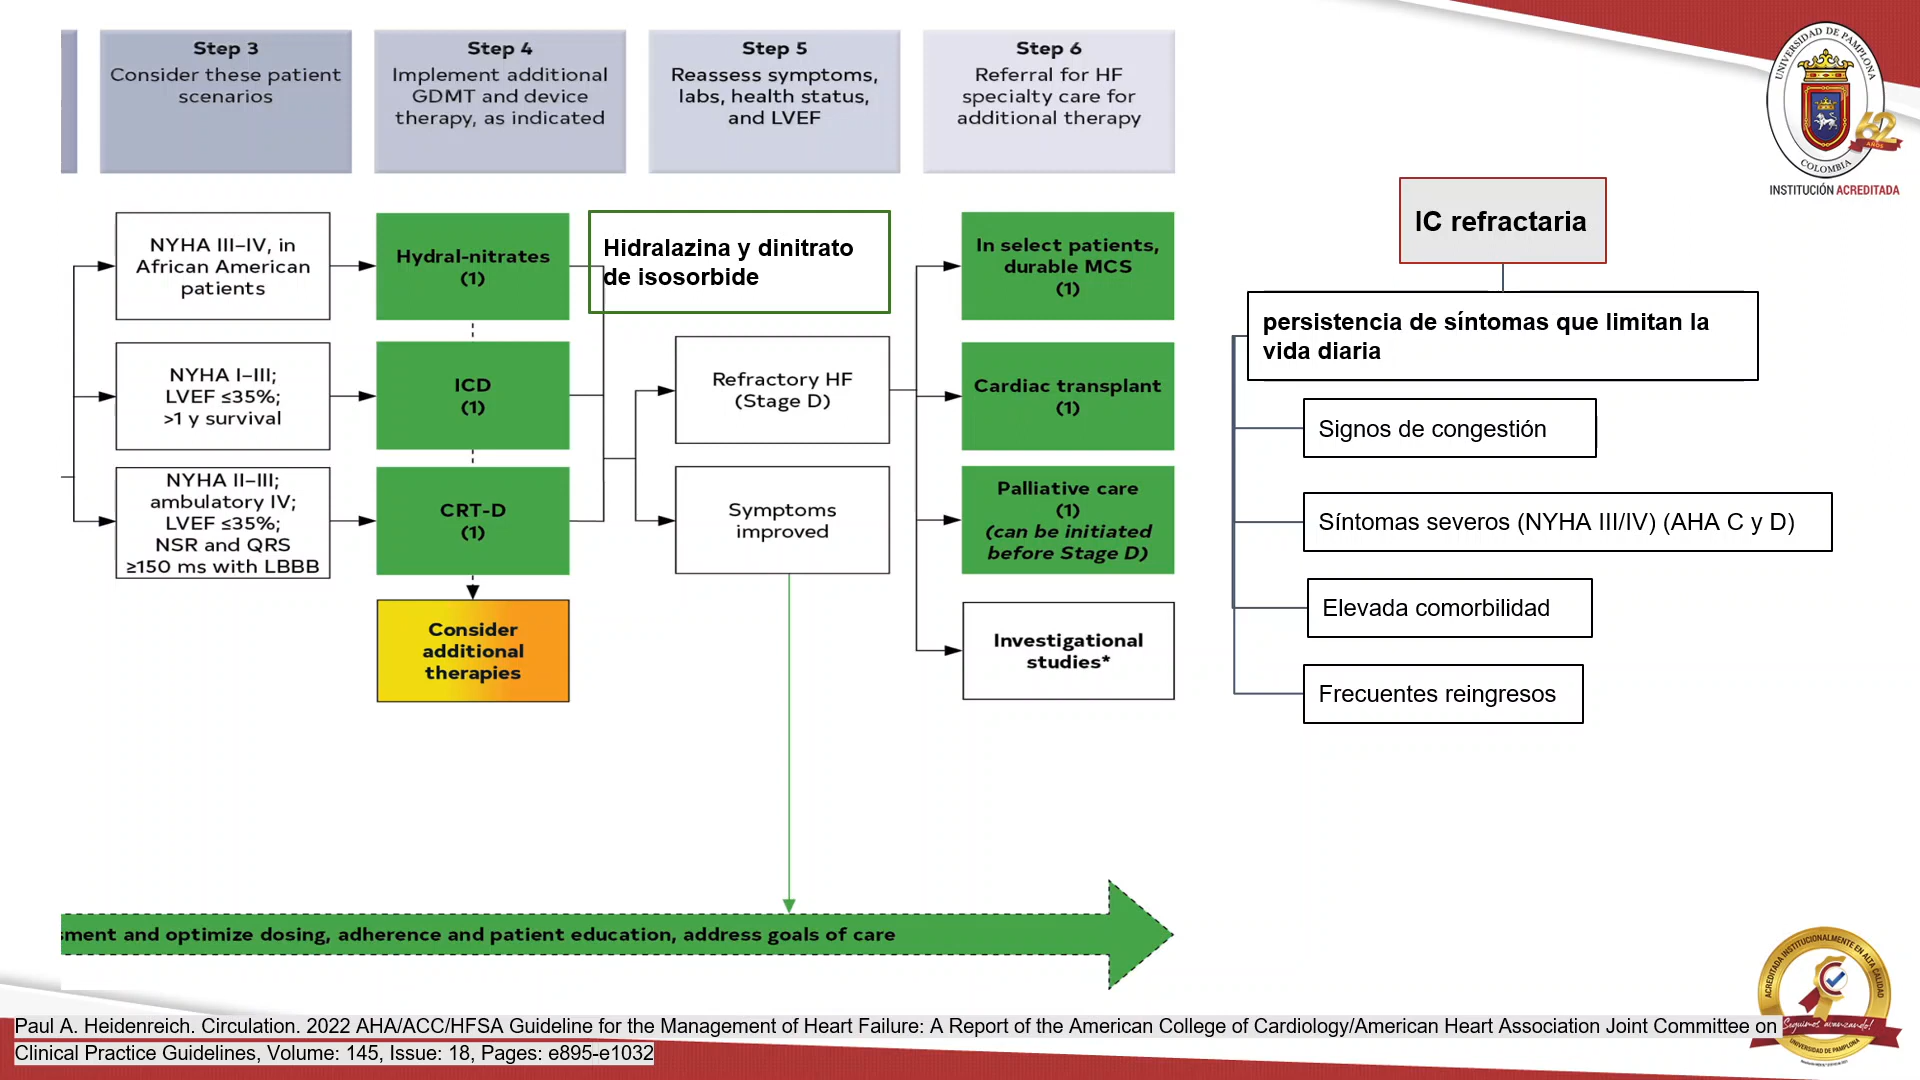 Step 3
Consider these patient
scenarios
Step 4
Implement additional
GDMT and device
therapy, as indicated
Step 5
Reassess symptoms,
labs, health status,
and LVEF
Step 6
Referral for HF
specialty care for
additional therapy
NYHA III–IV, in
African American
patients
Hydral-nitrates
(1)
Hidralazina y dinitrato
de isosorbide
In select patients,
durable MCS
(1)
NYHA I–III;
LVEF ≤35%;
>1 y survival
ICD
(1)
Refractory HF
(Stage D)
Cardiac transplant
(1)
NYHA II–III;
ambulatory IV;
LVEF ≤35%;
NSR and QRS
≥150 ms with LBBB
CRT-D
(1)
Symptoms
improved
Palliative care
(1)
(can be initiated
before Stage D)
Consider
additional
therapies
Investigational
studies*
sment and optimize dosing, adherence and patient education, address goals of care
IC refractaria
persistencia de síntomas que limitan la
vida diaria
Signos de congestión
Síntomas severos (NYHA III/IV) (AHA C y D)
Elevada comorbilidad
Frecuentes reingresos
UNIVERSIDAD DE PAMPLONA
COLOMBIA
62
AÑOS
INSTITUCIÓN ACREDITADA
ACREDITADA INSTITUCIONALMENTE EN ALTA CALIDAD
Seguimos avanzando!
UNIVERSIDAD DE PAMPLONA
Paul A. Heidenreich. Circulation. 2022 AHA/ACC/HFSA Guideline for the Management of Heart Failure: A Report of the American College of Cardiology/American Heart Association Joint Committee on
Clinical Practice Guidelines, Volume: 145, Issue: 18, Pages: e895-e1032